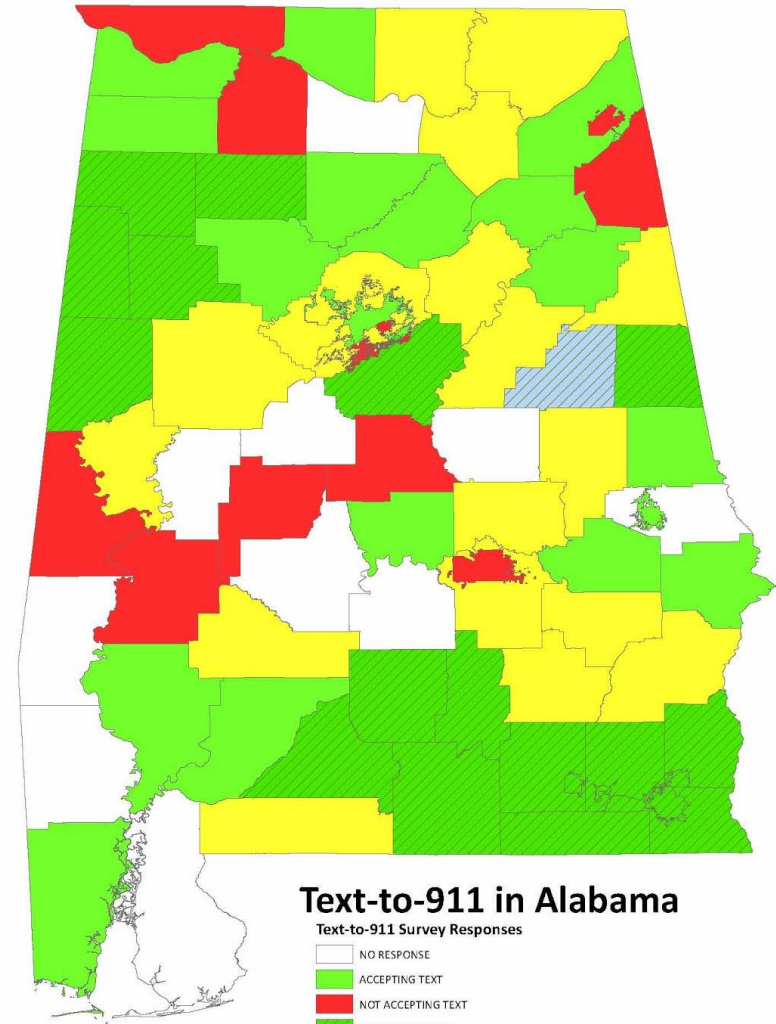 Text-to-911 in Alabama
Text-to-911 Survey Responses
NO RESPONSE
ACCEPTING TEXT
NOT ACCEPTING TEXT